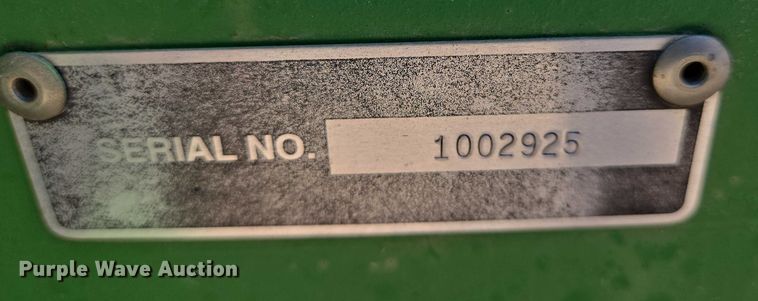 SERIAL NO. 1002925
Purple Wave Auction